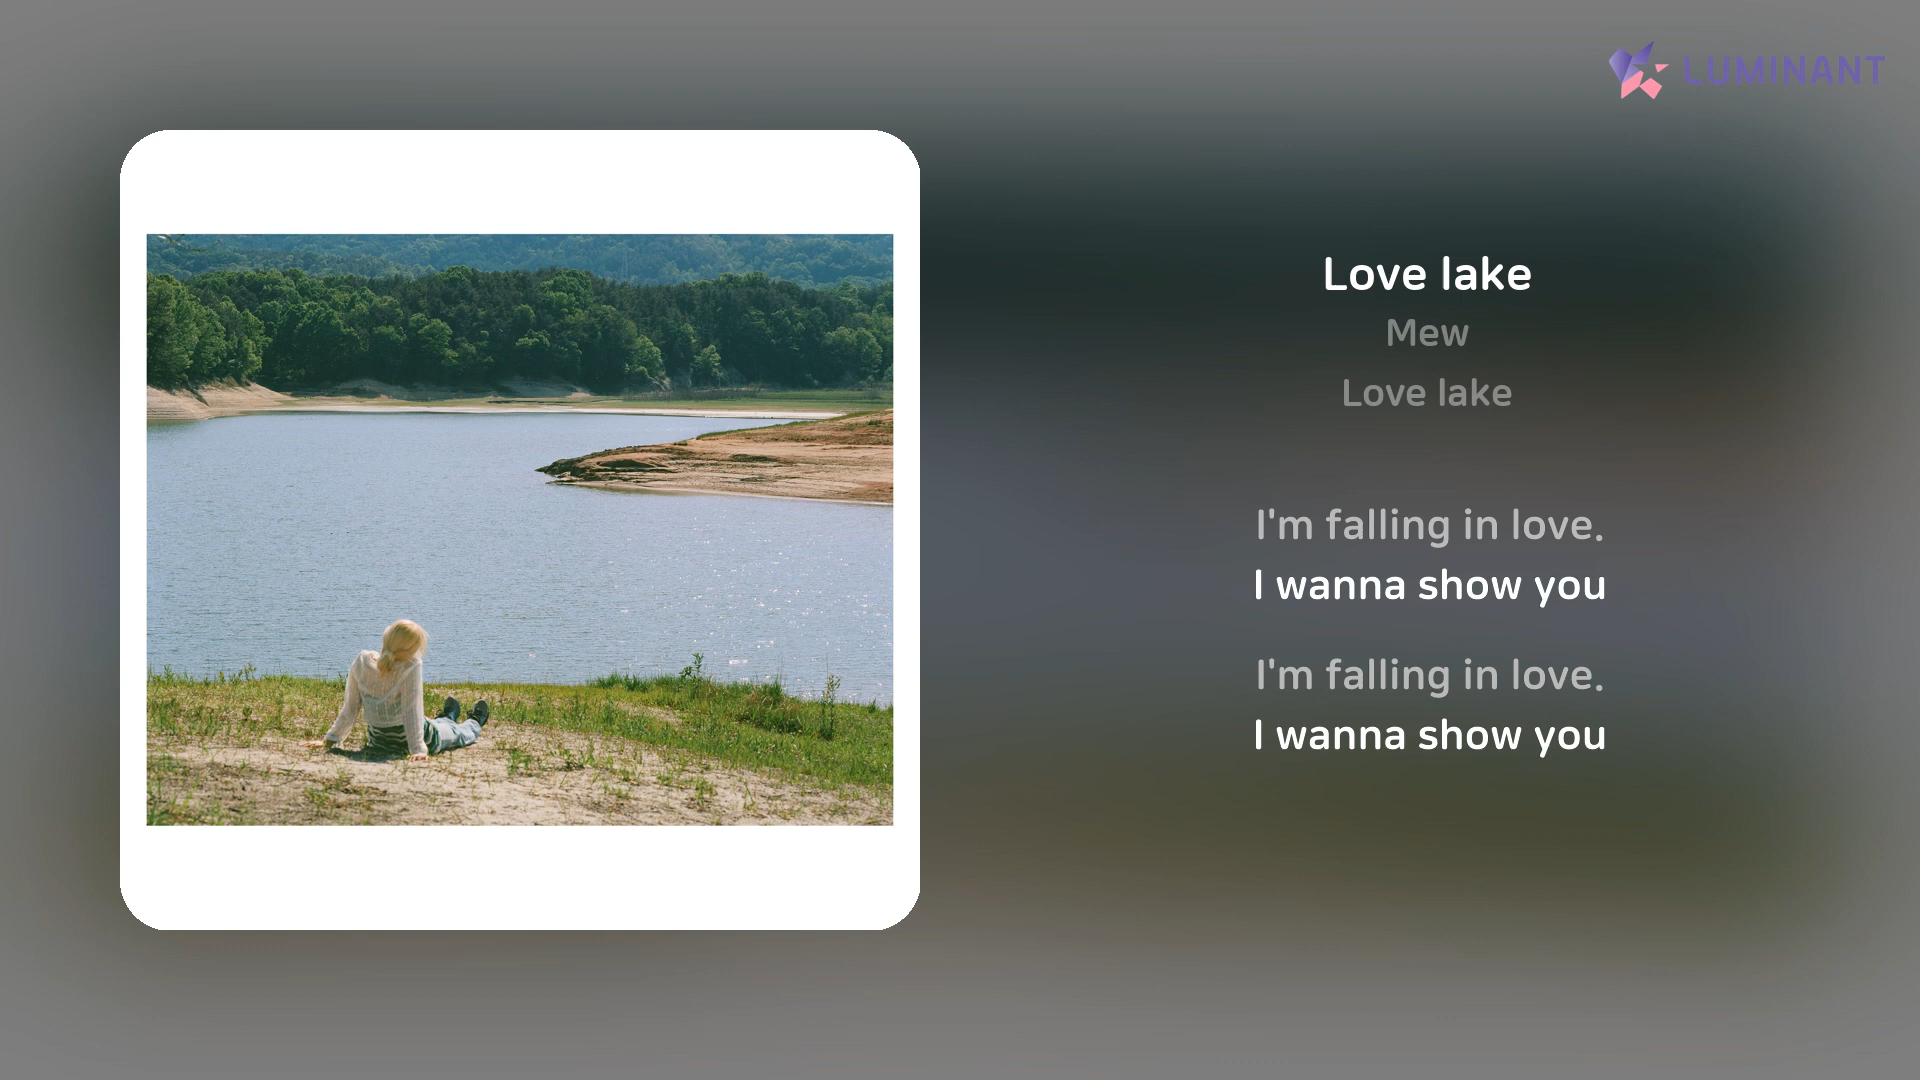 LUMINANT
Love lake
Mew
Love lake
I'm falling in love.
I wanna show you
I'm falling in love.
I wanna show you